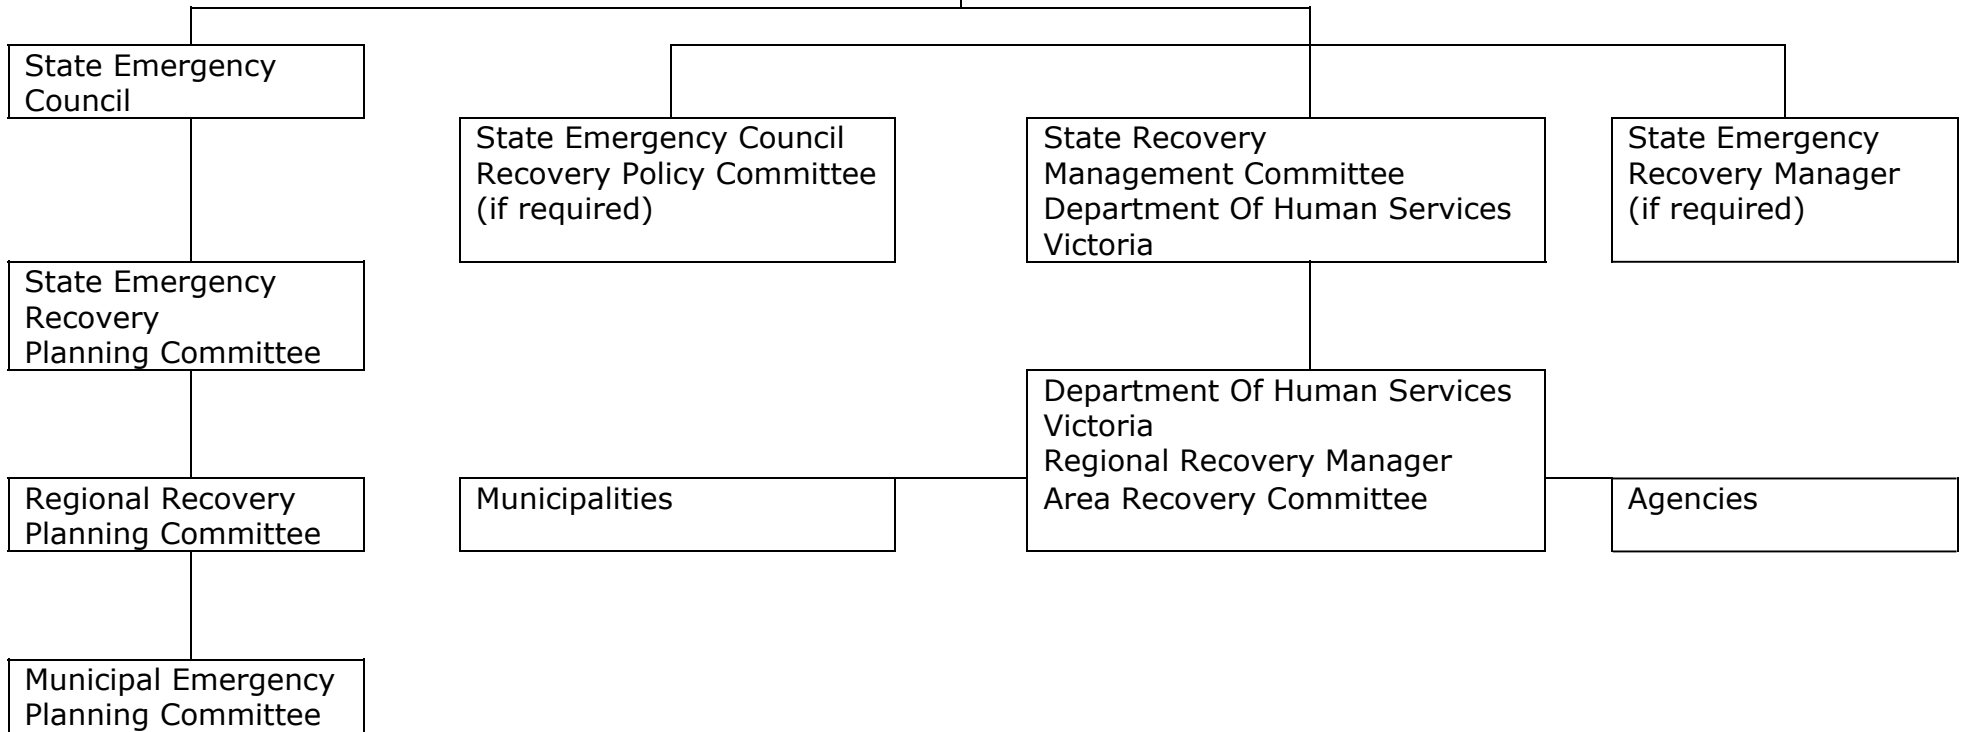 State Emergency
Council
State Emergency Council
Recovery Policy Committee
(if required)
State Recovery
Management Committee
Department Of Human Services
Victoria
State Emergency
Recovery Manager
(if required)
State Emergency
Recovery
Planning Committee
Department Of Human Services
Victoria
Regional Recovery Manager
Area Recovery Committee
Regional Recovery
Planning Committee
Municipalities
Agencies
Municipal Emergency
Planning Committee